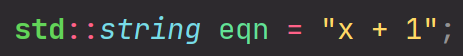 std::string eqn = "x + 1";